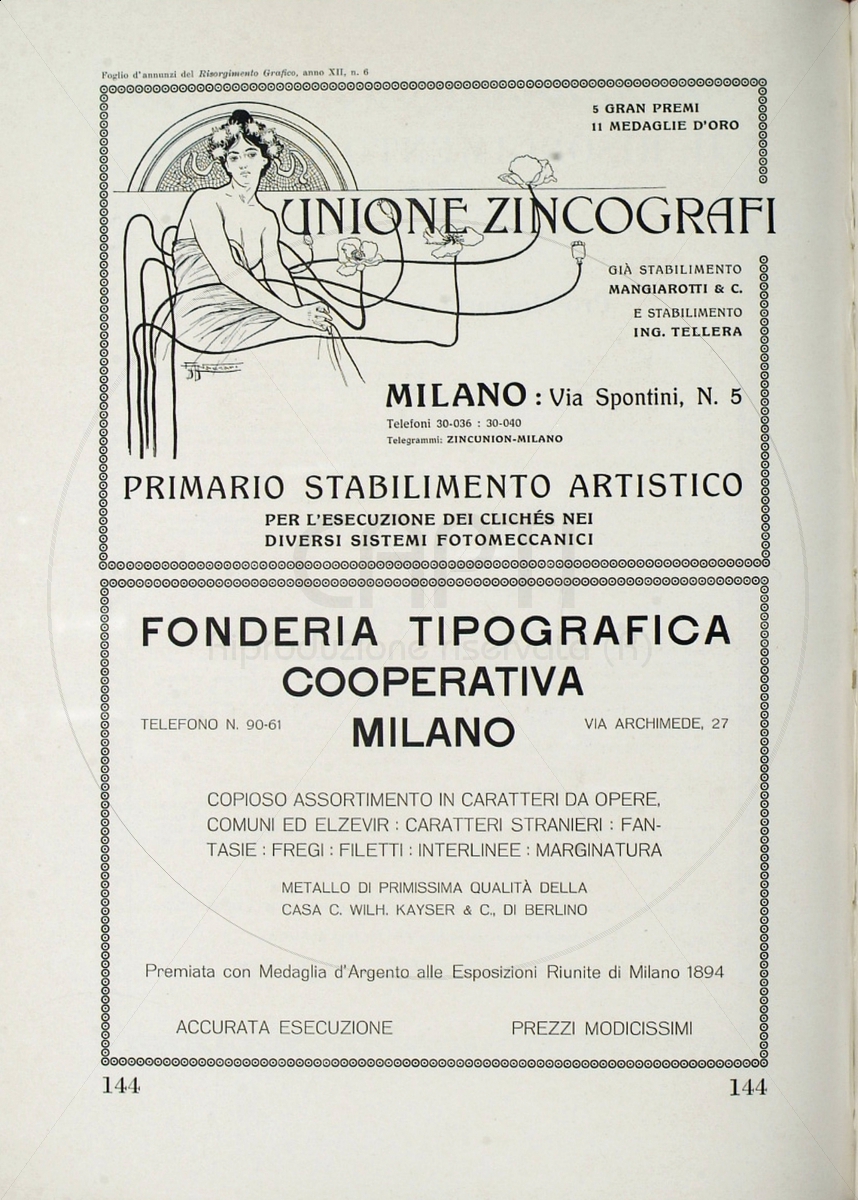 Foglio d'annunzi del Risorgimento Grafico, anno XII, n. 6
5 GRAN PREMI
11 MEDAGLIE D'ORO
UNIONE ZINCOGRAFI
GIÀ STABILIMENTO
MANGIAROTTI & C.
E STABILIMENTO
ING. TELLERA
MILANO : Via Spontini, N. 5
Telefoni 30-036 : 30-040
Telegrammi: ZINCUNION-MILANO
PRIMARIO STABILIMENTO ARTISTICO
PER L'ESECUZIONE DEI CLICHÉS NEI
DIVERSI SISTEMI FOTOMECCANICI
FONDERIA TIPOGRAFICA
COOPERATIVA
MILANO
TELEFONO N. 90-61
VIA ARCHIMEDE, 27
COPIOSO ASSORTIMENTO IN CARATTERI DA OPERE,
COMUNI ED ELZEVIR : CARATTERI STRANIERI : FAN-
TASIE : FREGI : FILETTI : INTERLINEE : MARGINATURA
METALLO DI PRIMISSIMA QUALITÀ DELLA
CASA C. WILH. KAYSER & C., DI BERLINO
Premiata con Medaglia d'Argento alle Esposizioni Riunite di Milano 1894
ACCURATA ESECUZIONE
PREZZI MODICISSIMI
144
144
riproduzione riservata (R)